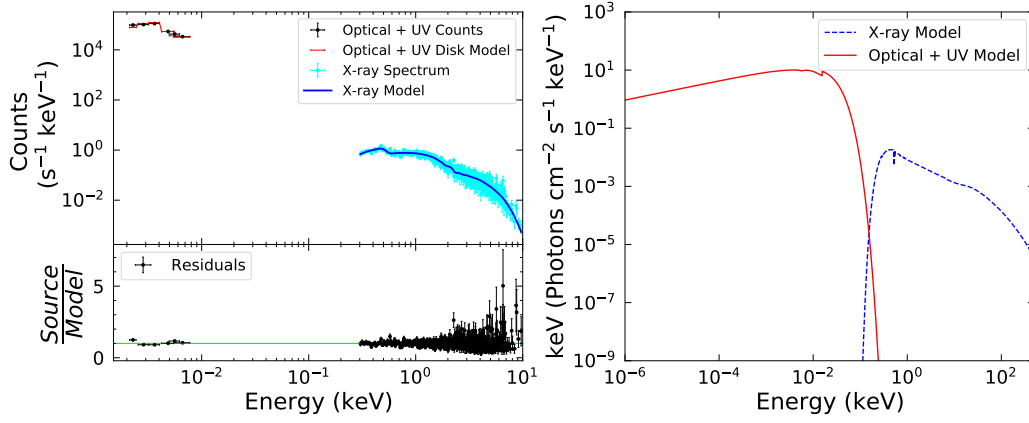 Optical + UV Counts
Optical + UV Disk Model
X-ray Spectrum
X-ray Model
Counts
(s⁻¹ keV⁻¹)
10⁴
10²
10⁰
10⁻²
Residuals
Source
Model
5
1
0
10⁻² 10⁻¹ 10⁰ 10¹
Energy (keV)
X-ray Model
Optical + UV Model
keV (Photons cm⁻² s⁻¹ keV⁻¹)
10³
10¹
10⁻¹
10⁻³
10⁻⁵
10⁻⁷
10⁻⁹
10⁻⁶ 10⁻⁴ 10⁻² 10⁰ 10²
Energy (keV)